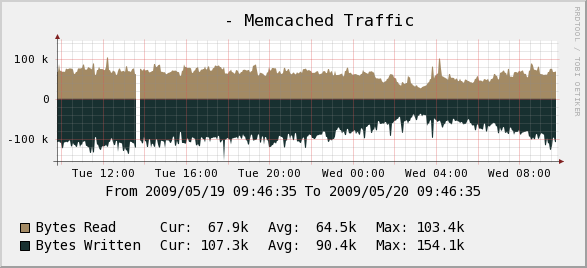 - Memcached Traffic
RRDTOOL / TOBI OETIKER
100 k
0
-100 k
Tue 12:00 Tue 16:00 Tue 20:00 Wed 00:00 Wed 04:00 Wed 08:00
From 2009/05/19 09:46:35 To 2009/05/20 09:46:35
Bytes Read Cur: 67.9k Avg: 64.5k Max: 103.4k
Bytes Written Cur: 107.3k Avg: 90.4k Max: 154.1k